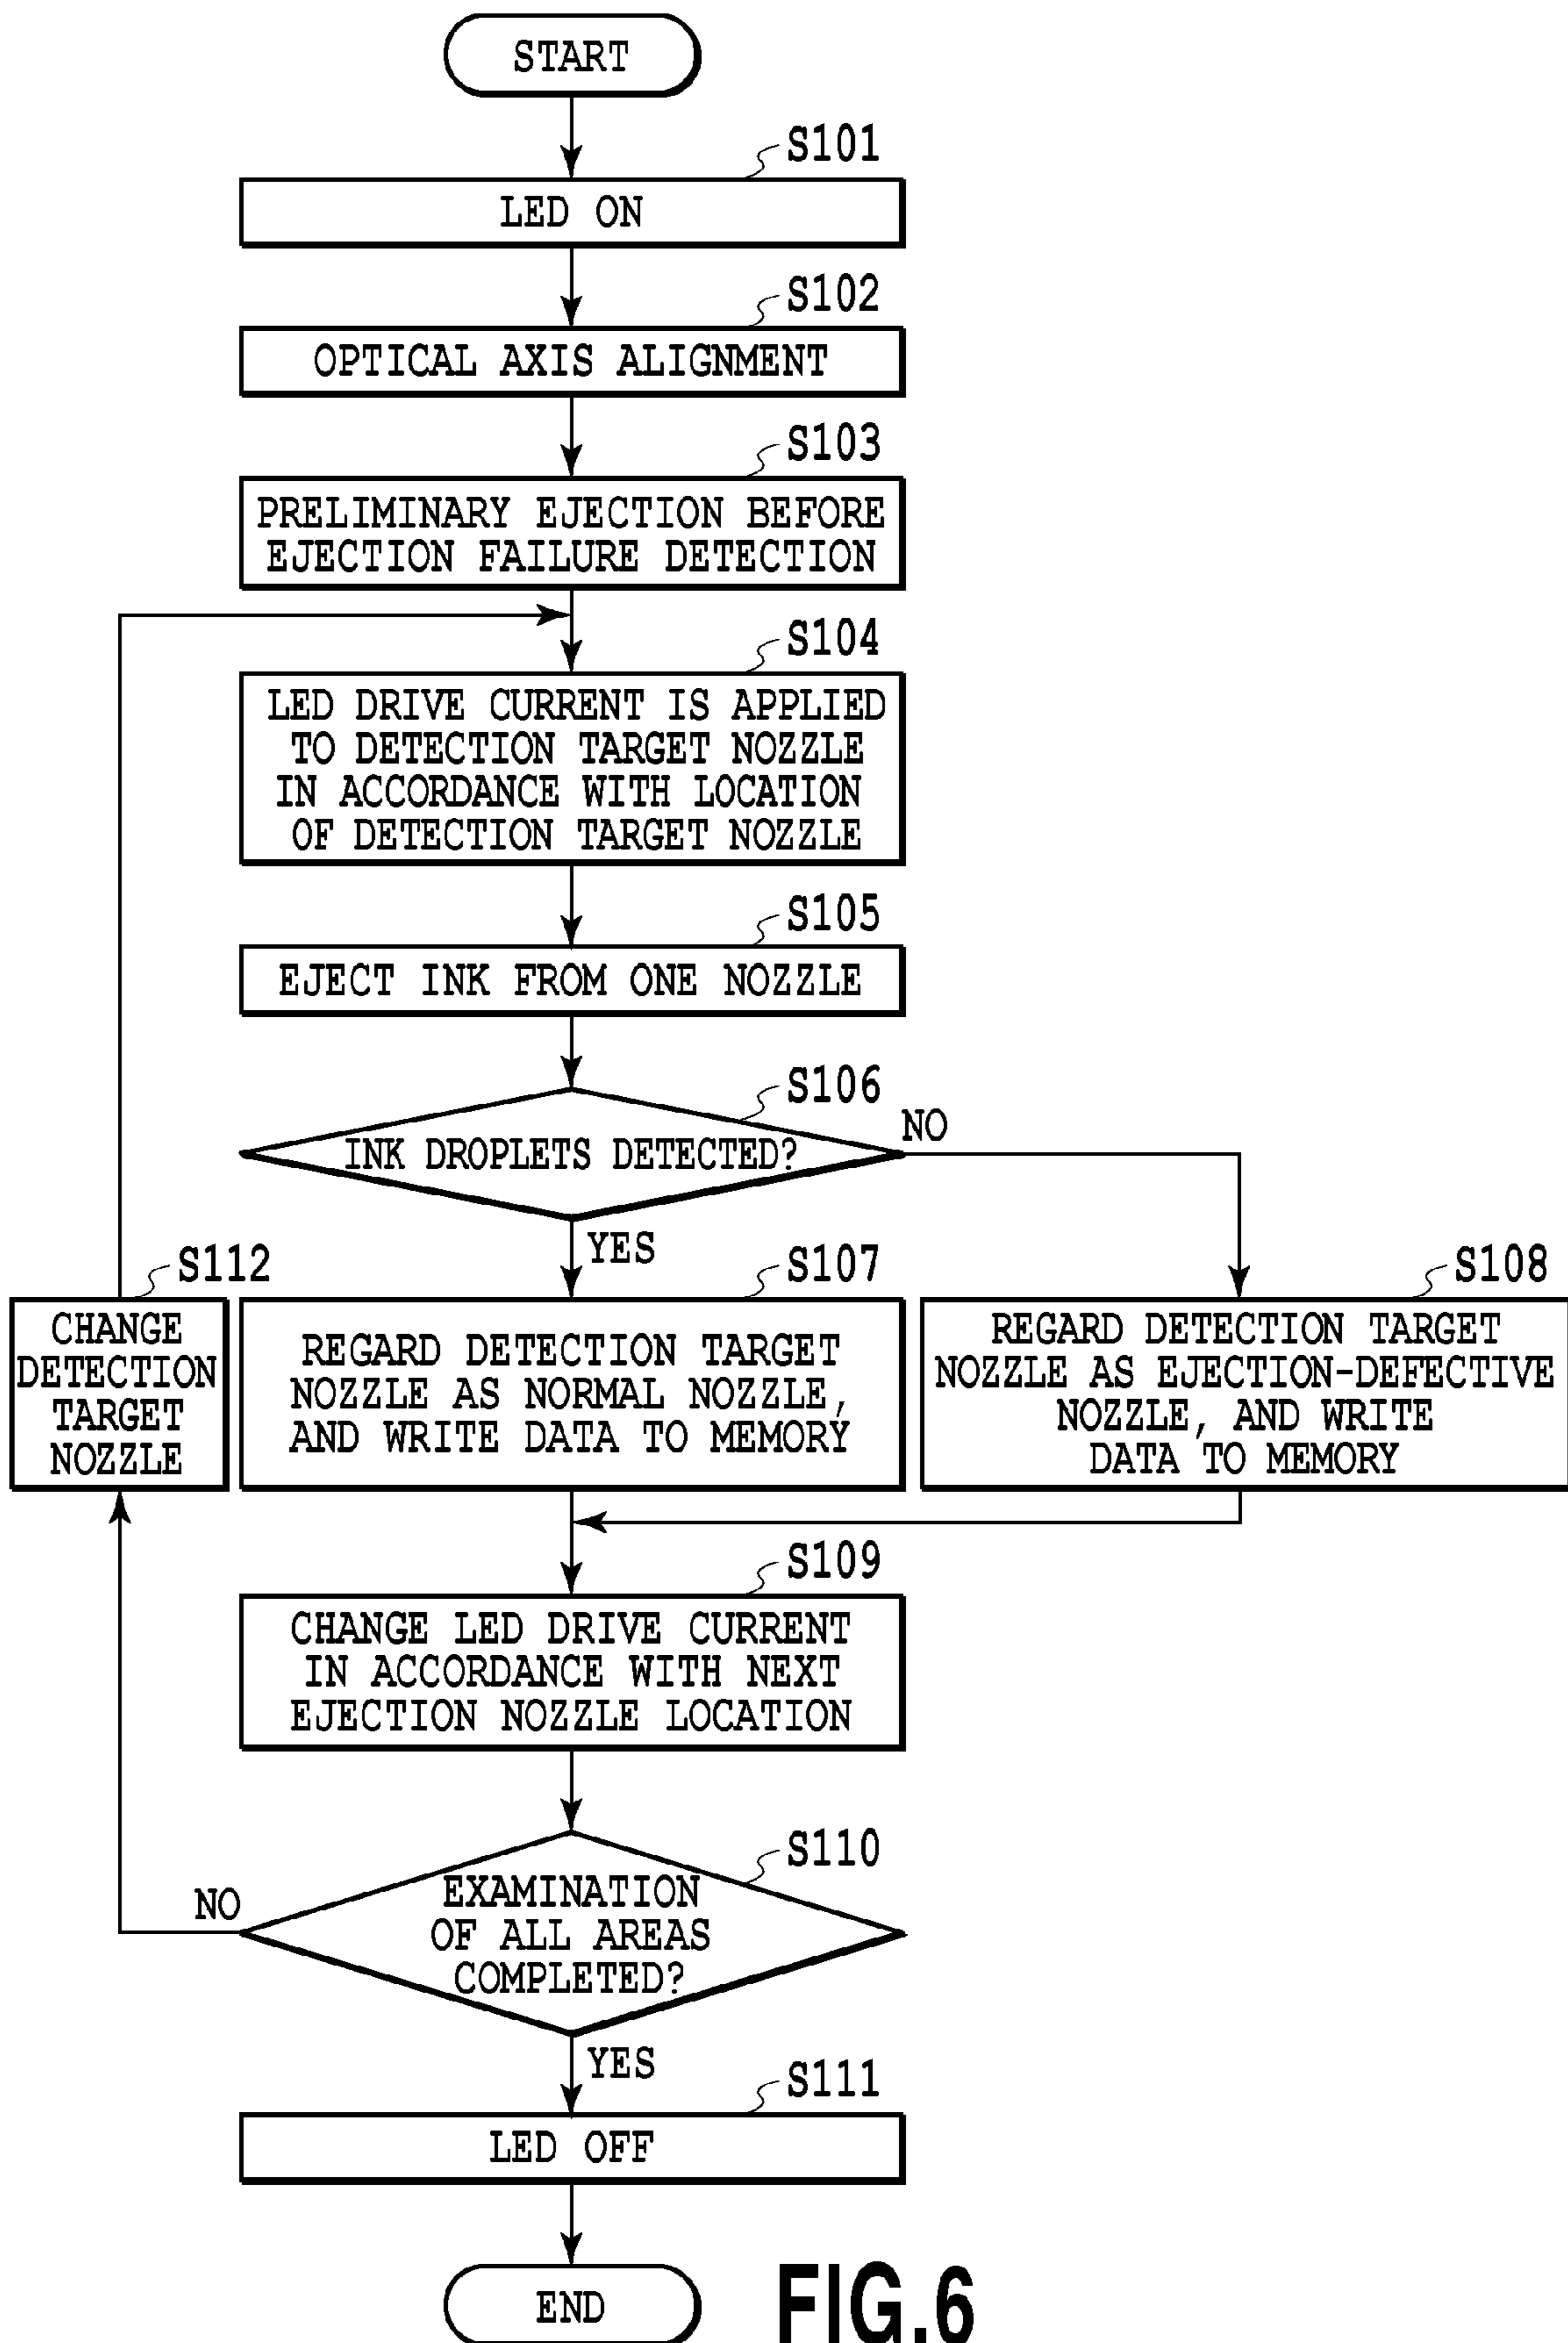 START
S101
LED ON
S102
OPTICAL AXIS ALIGNMENT
S103
PRELIMINARY EJECTION BEFORE
EJECTION FAILURE DETECTION
S104
LED DRIVE CURRENT IS APPLIED
TO DETECTION TARGET NOZZLE
IN ACCORDANCE WITH LOCATION
OF DETECTION TARGET NOZZLE
S105
EJECT INK FROM ONE NOZZLE
S106
INK DROPLETS DETECTED?
NO
YES
S112
CHANGE
DETECTION
TARGET
NOZZLE
S107
REGARD DETECTION TARGET
NOZZLE AS NORMAL NOZZLE,
AND WRITE DATA TO MEMORY
S108
REGARD DETECTION TARGET
NOZZLE AS EJECTION-DEFECTIVE
NOZZLE, AND WRITE
DATA TO MEMORY
S109
CHANGE LED DRIVE CURRENT
IN ACCORDANCE WITH NEXT
EJECTION NOZZLE LOCATION
S110
EXAMINATION
OF ALL AREAS
COMPLETED?
NO
YES
S111
LED OFF
END
FIG.6